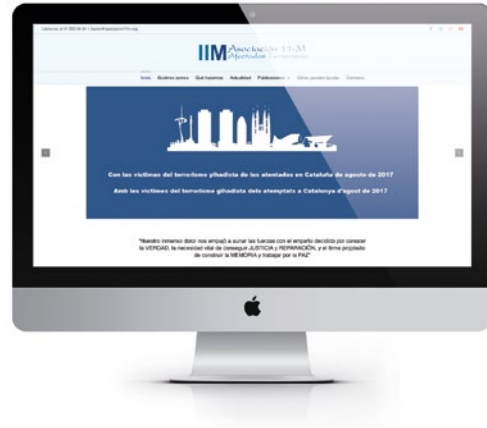 11M Asociación 11-M
Afectados Terrorismo
Inicio Quiénes somos Qué hacemos Actualidad Publicaciones Cómo puedes ayudar Contacto
Con las víctimas del terrorismo yihadista de los atentados en Cataluña de agosto de 2017
Amb les víctimes del terrorisme gihadista dels atemptats a Catalunya d'agost de 2017
"Nuestro inmenso dolor nos empujó a aunar las fuerzas con el empeño decidido por conocer
la VERDAD, la necesidad vital de conseguir JUSTICIA y REPARACIÓN, y el firme propósito
de construir la MEMORIA y trabajar por la PAZ"